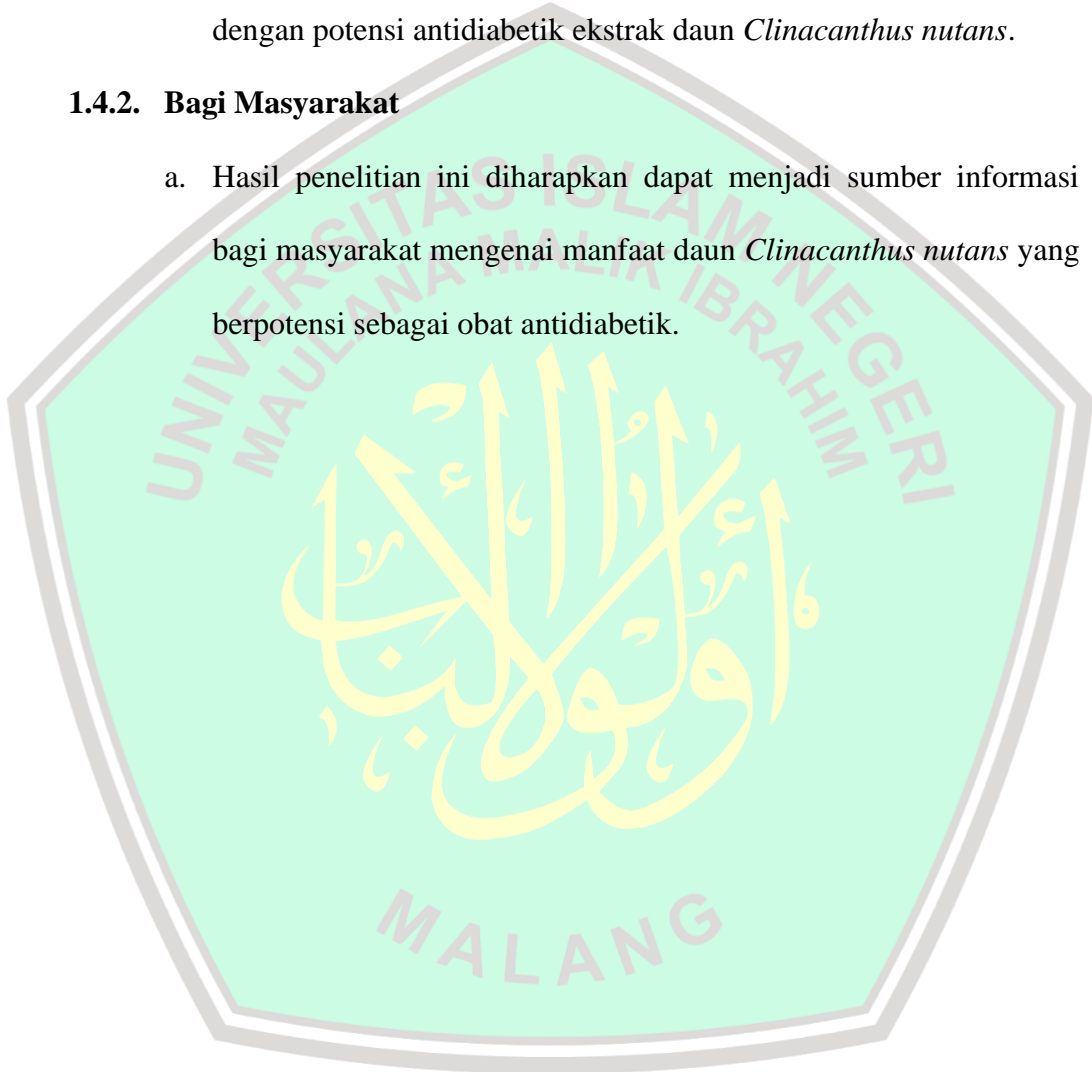 dengan potensi antidiabetik ekstrak daun Clinacanthus nutans.
1.4.2. Bagi Masyarakat
a. Hasil penelitian ini diharapkan dapat menjadi sumber informasi
bagi masyarakat mengenai manfaat daun Clinacanthus nutans yang
berpotensi sebagai obat antidiabetik.
UNIVERSITAS ISLAM NEGERI
MAULANA MALIK IBRAHIM
أولو الألباب
MALANG